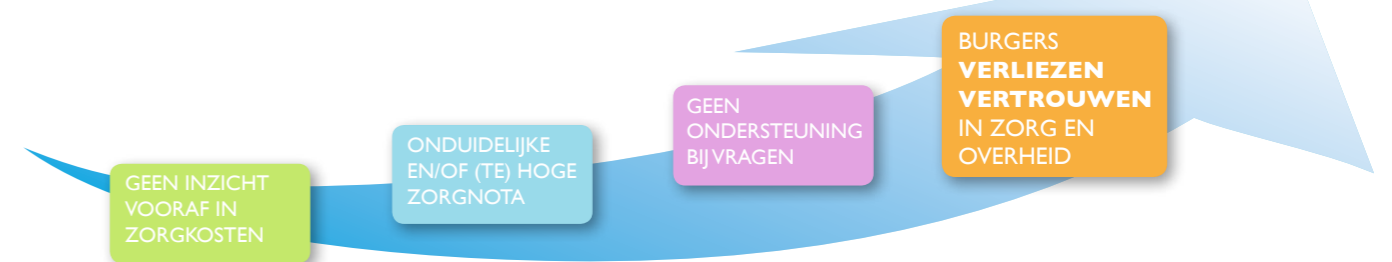 GEEN INZICHT
VOORAF IN
ZORGKOSTEN
ONDUIDELIJKE
EN/OF (TE) HOGE
ZORGNOTA
GEEN
ONDERSTEUNING
BIJ VRAGEN
BURGERS
VERLIEZEN
VERTROUWEN
IN ZORG EN
OVERHEID